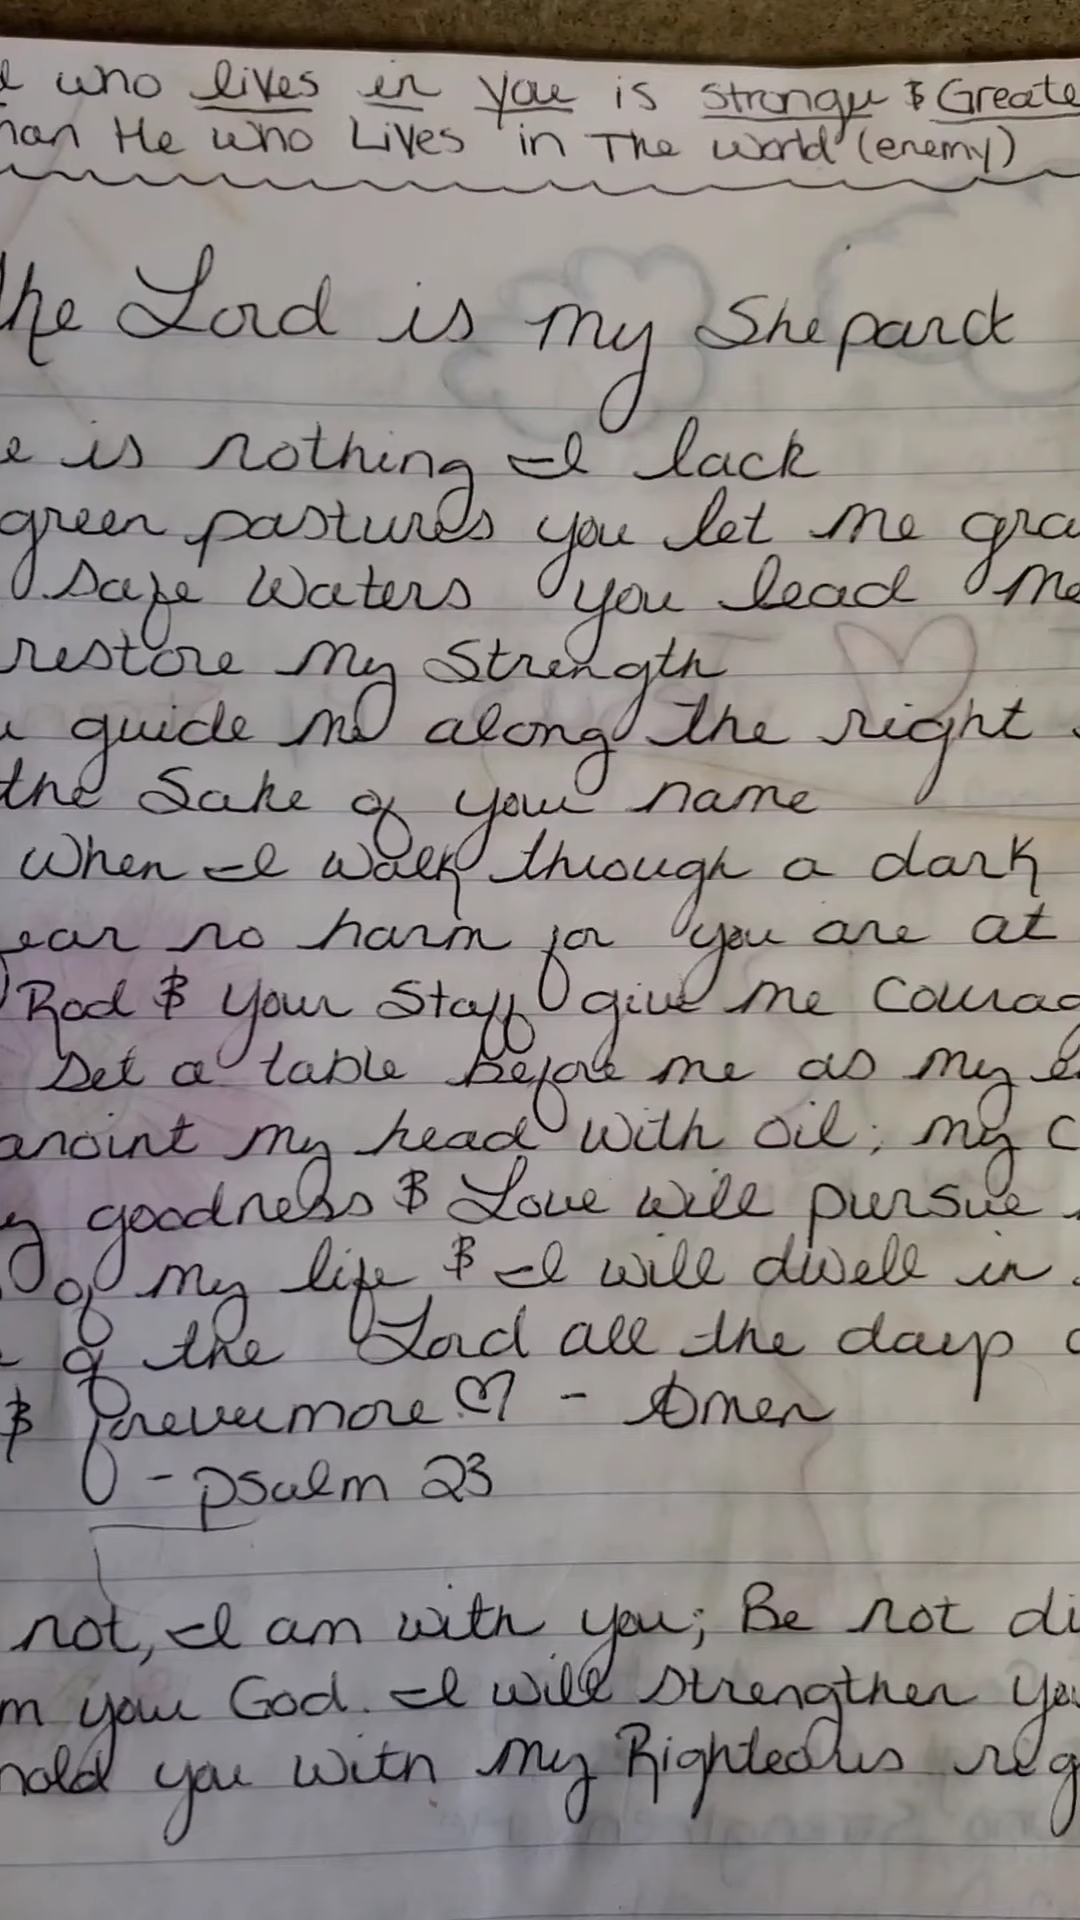 who lives in you is stronger & Greate
han He who Lives in The world (enemy)
The Lord is my Shepard
e is nothing I lack
green pastures you let me gra
safe waters you lead me
restore my strength
u guide me along the right
the sake of your name
when I walk through a dark
ear no harm for you are at
Rod & your staff give me courag
set a table before me as my e
anoint my head with oil; my c
y goodness & Love will pursue
of my life & I will dwell in
e of the Lord all the days o
& forevermore - Amen
- psalm 23
not, I am with you; Be not di
m your God. I will strengthen you
hold you with my Righteous rig